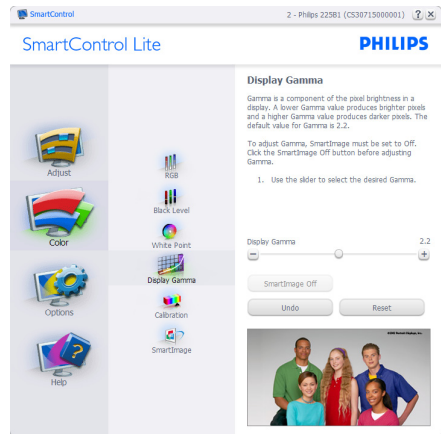 SmartControl
2 - Philips 225B1 (CS30715000001)
? X
SmartControl Lite
PHILIPS
Adjust
Color
Options
Help
RGB
Black Level
White Point
Display Gamma
Calibration
SmartImage
Display Gamma
Gamma is a component of the pixel brightness in a
display. A lower Gamma value produces brighter pixels
and a higher Gamma value produces darker pixels. The
default value for Gamma is 2.2.
To adjust Gamma, SmartImage must be set to Off.
Click the SmartImage Off button before adjusting
Gamma.
1. Use the slider to select the desired Gamma.
Display Gamma 2.2
SmartImage Off
Undo Reset